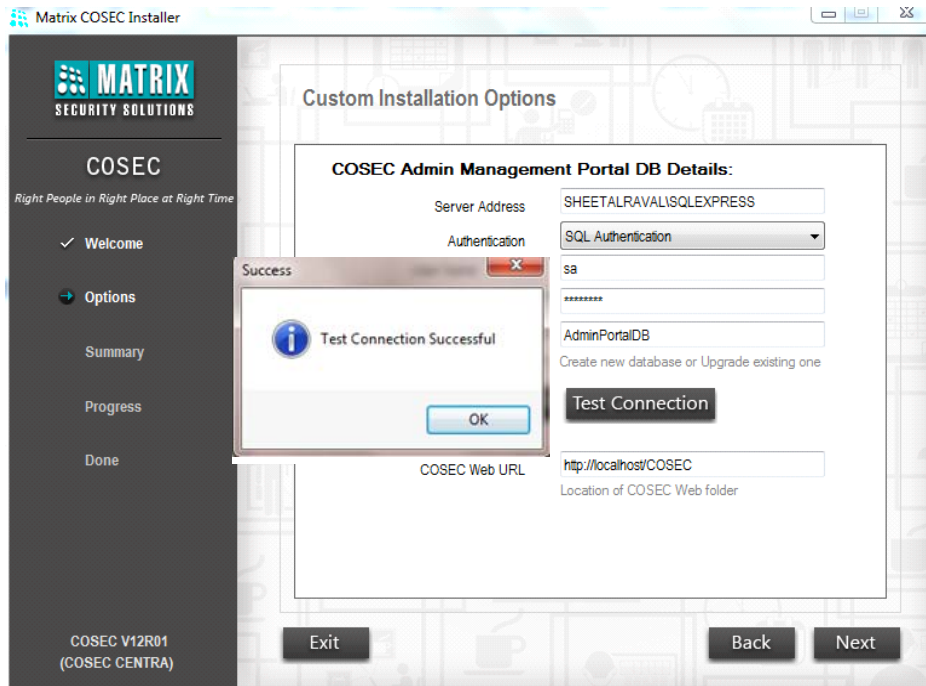 Matrix COSEC Installer
MATRIX
SECURITY SOLUTIONS
COSEC
Right People in Right Place at Right Time
Welcome
Options
Summary
Progress
Done
COSEC V12R01
(COSEC CENTRA)
Custom Installation Options
COSEC Admin Management Portal DB Details:
Server Address SHEETALRAVAL\SQLEXPRESS
Authentication SQL Authentication
sa
********
AdminPortalDB
Create new database or Upgrade existing one
Test Connection
Success
Test Connection Successful
OK
COSEC Web URL http://localhost/COSEC
Location of COSEC Web folder
Exit Back Next